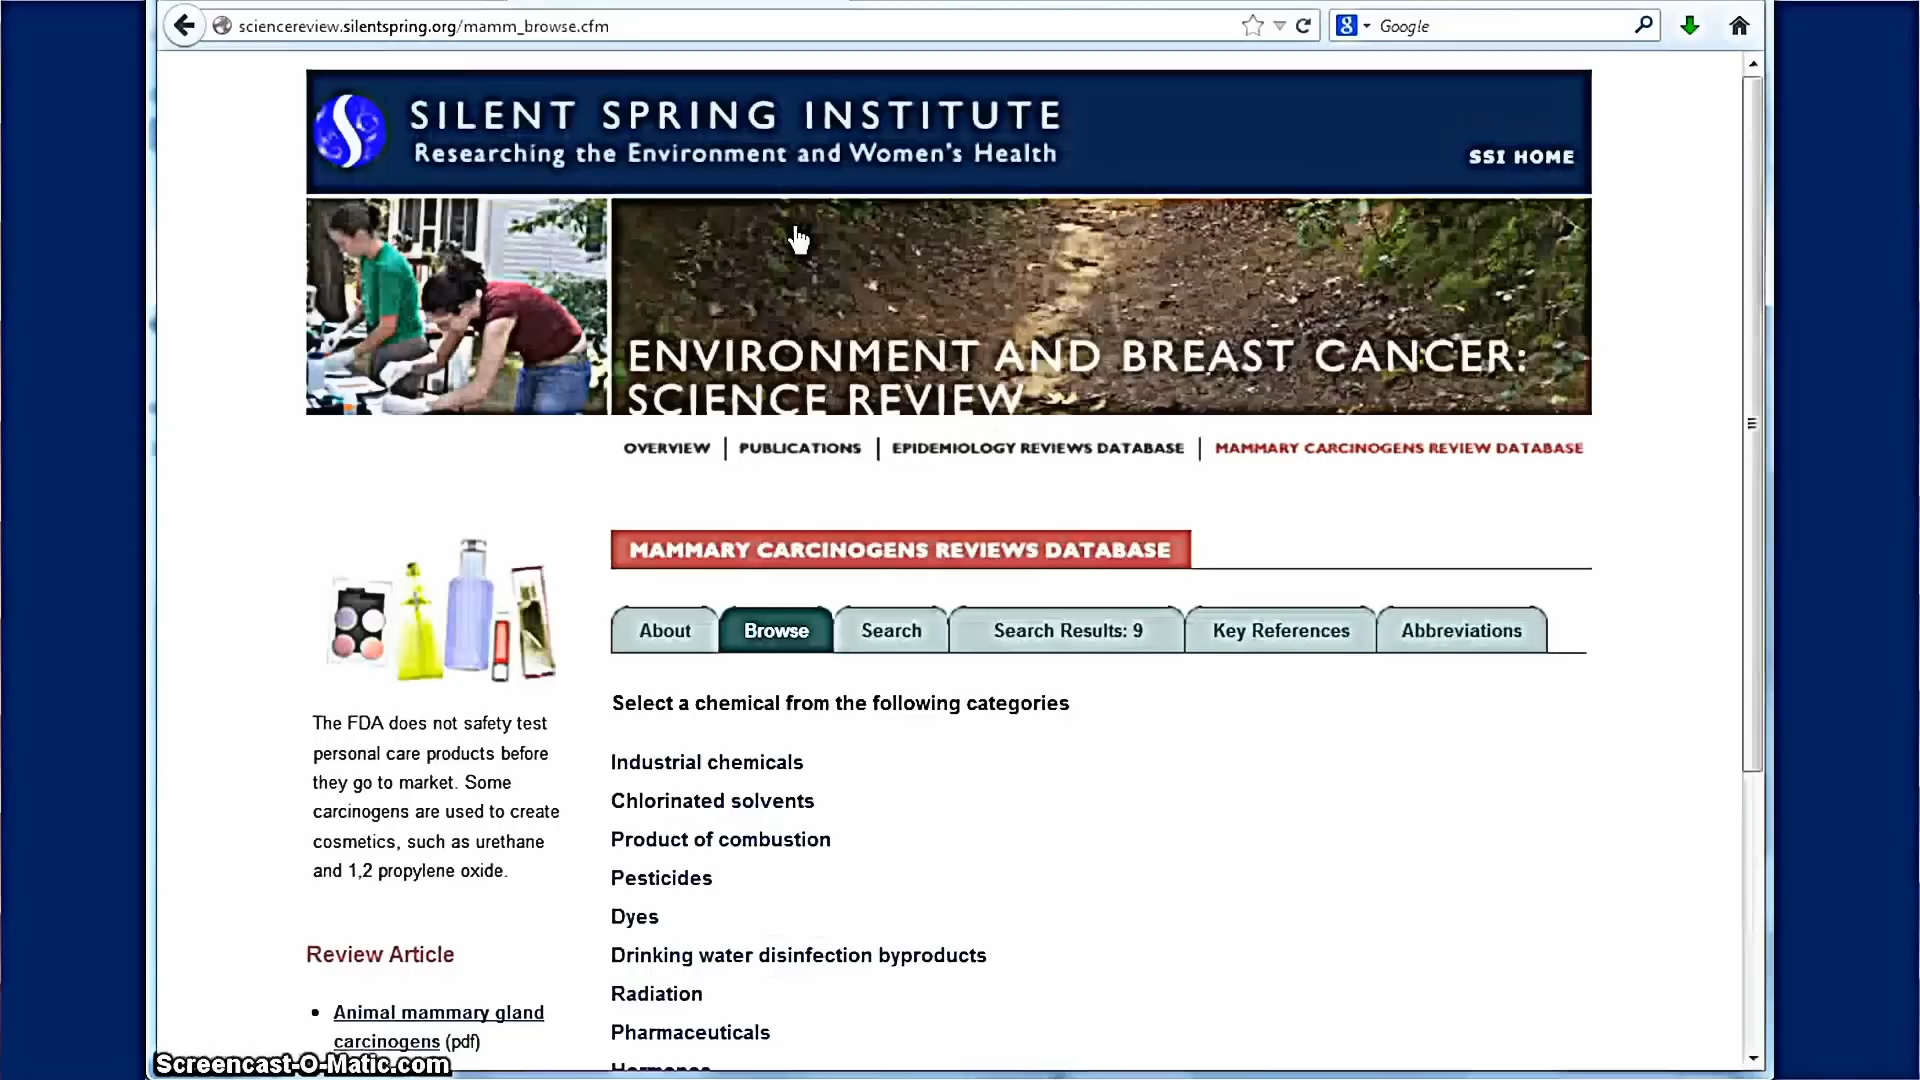 sciencereview.silentspring.org/mamm_browse.cfm
Google
SILENT SPRING INSTITUTE
Researching the Environment and Women's Health
SSI HOME
ENVIRONMENT AND BREAST CANCER:
SCIENCE REVIEW
OVERVIEW | PUBLICATIONS | EPIDEMIOLOGY REVIEWS DATABASE | MAMMARY CARCINOGENS REVIEW DATABASE
MAMMARY CARCINOGENS REVIEWS DATABASE
About Browse Search Search Results: 9 Key References Abbreviations
Select a chemical from the following categories
Industrial chemicals
Chlorinated solvents
Product of combustion
Pesticides
Dyes
Drinking water disinfection byproducts
Radiation
Pharmaceuticals
Hormones
The FDA does not safety test
personal care products before
they go to market. Some
carcinogens are used to create
cosmetics, such as urethane
and 1,2 propylene oxide.
Review Article
• Animal mammary gland
carcinogens (pdf)
Screencast-O-Matic.com